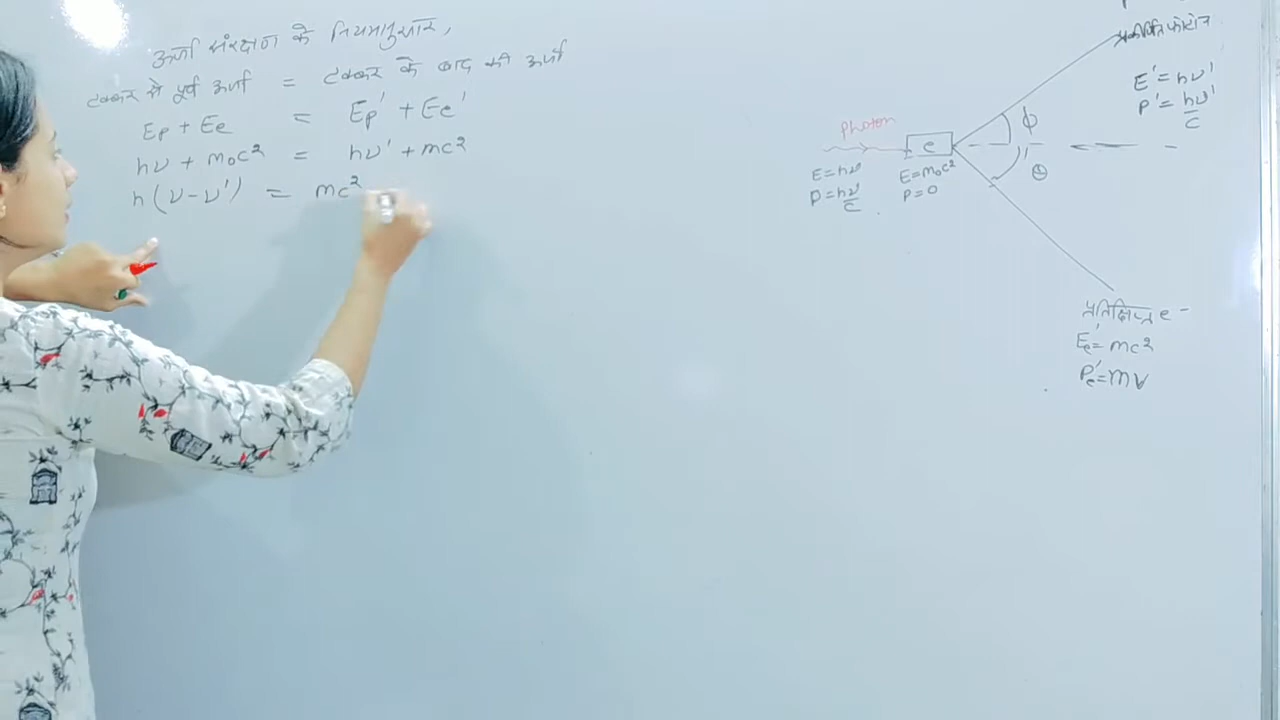 ऊर्जा संरक्षण के नियमानुसार,
टक्कर से पूर्व ऊर्जा = टक्कर के बाद की ऊर्जा
Ep + Ee = Ep' + Ee'
hν + m₀c² = hν' + mc²
h(ν - ν') = mc²
प्रकीर्णित फोटोन
E' = hν'
P' = hν'/c
ϕ
Photon
e
θ
E = hν
P = hν/c
E = m₀c²
P = 0
प्रतिक्षिप्त e -
Ee' = mc²
Pe' = mv